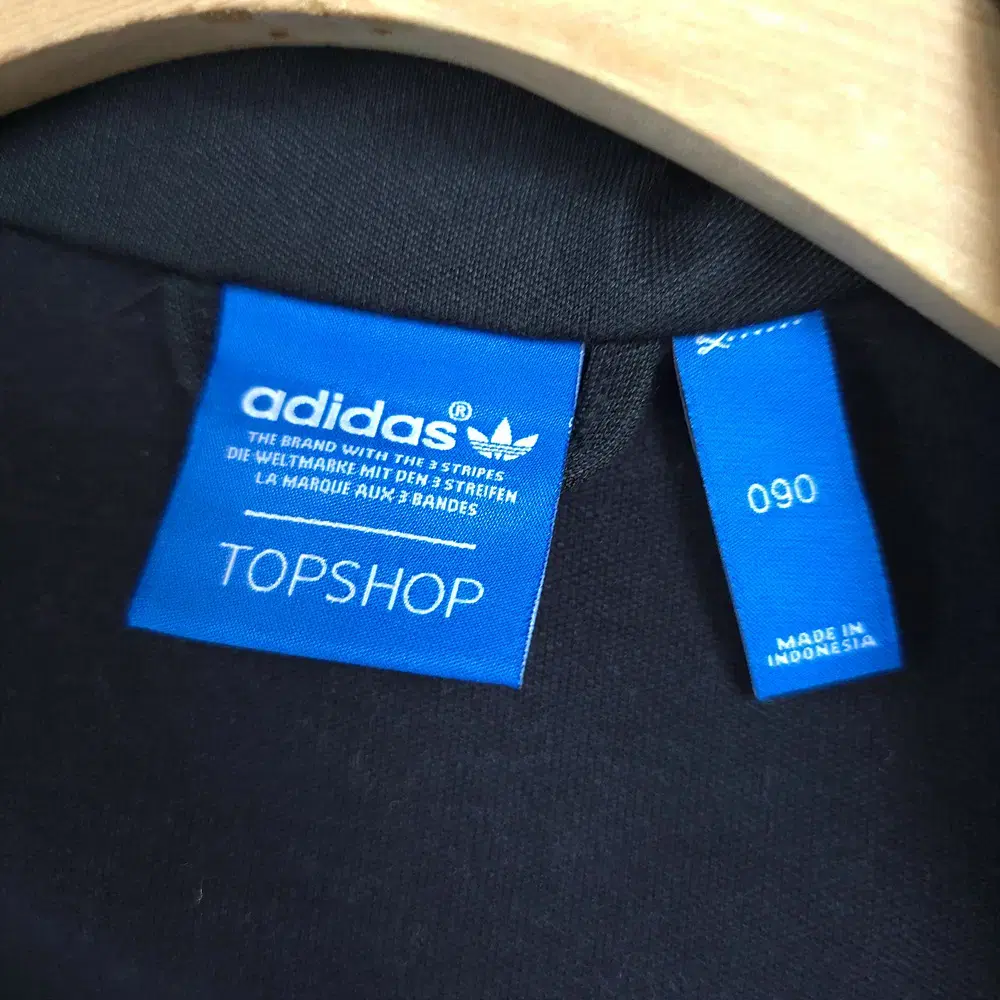 adidas®
THE BRAND WITH THE 3 STRIPES
DIE WELTMARKE MIT DEN 3 STREIFEN
LA MARQUE AUX 3 BANDES
TOPSHOP
090
MADE IN
INDONESIA